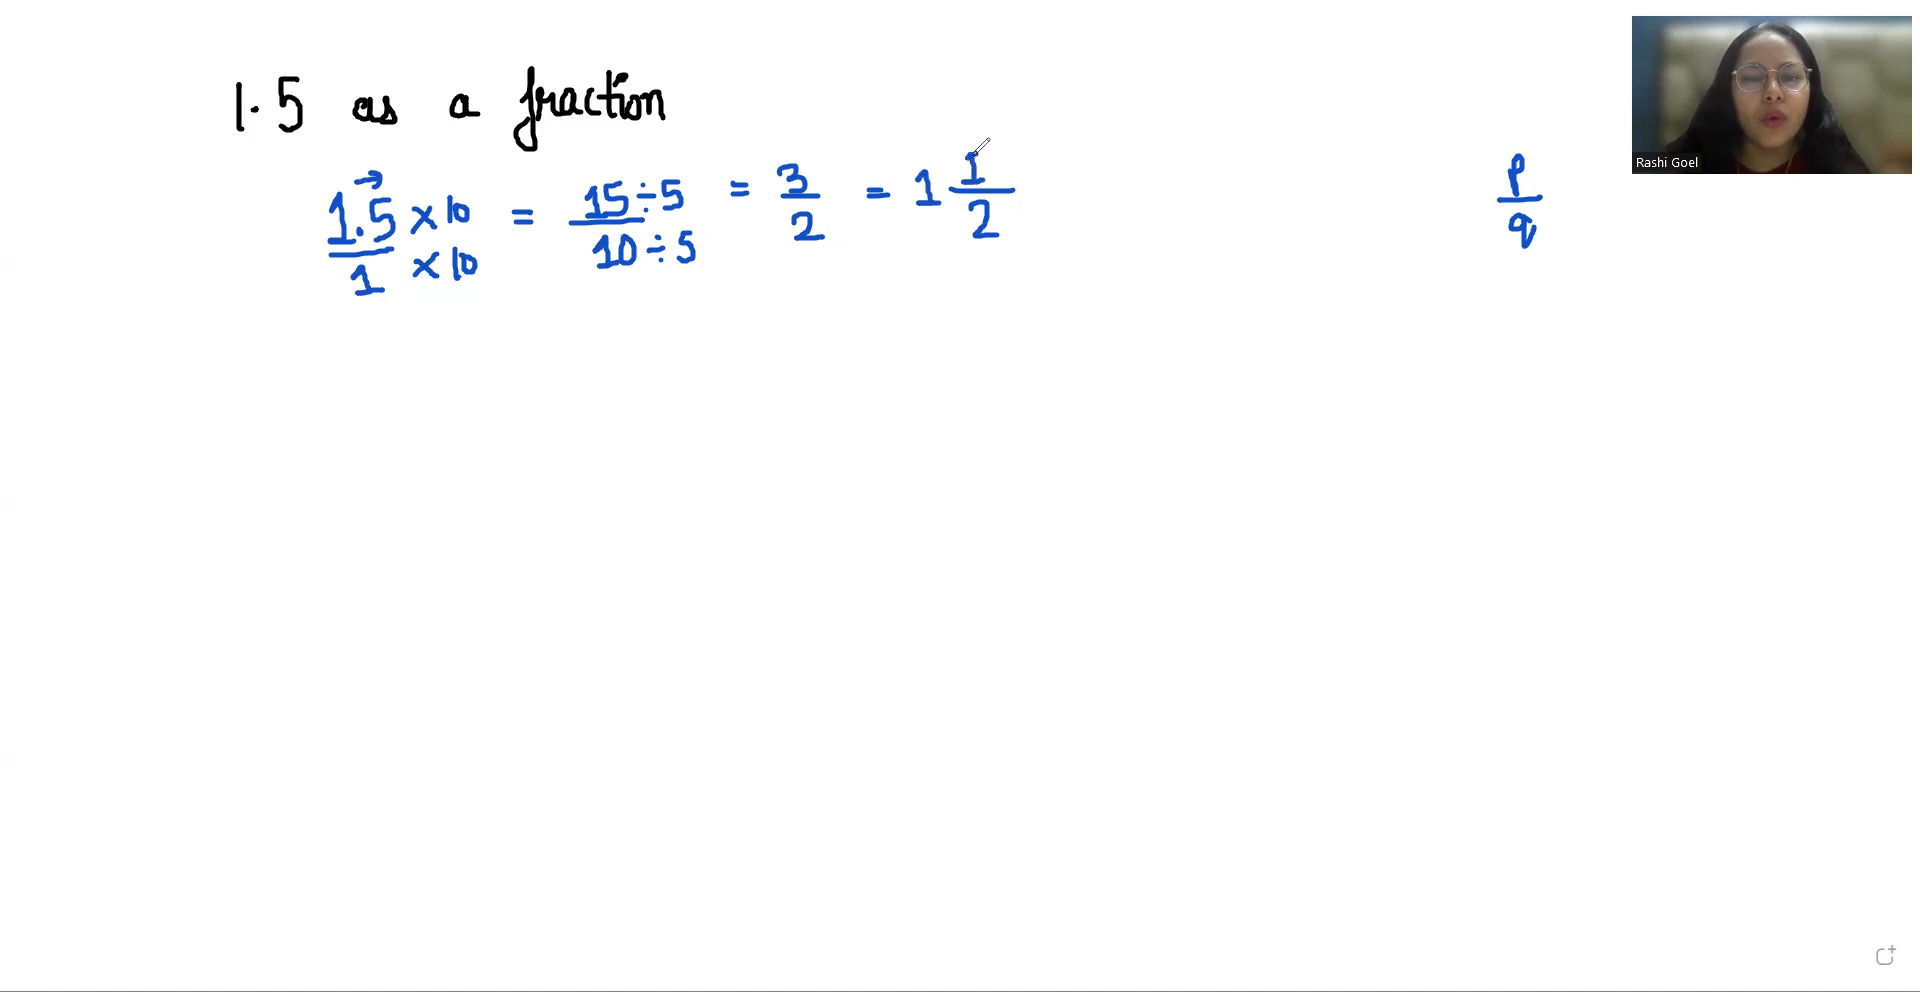 1.5 as a fraction
1.5 × 10 / 1 × 10 = 15 ÷ 5 / 10 ÷ 5 = 3/2 = 1 1/2
p/q
Rashi Goel